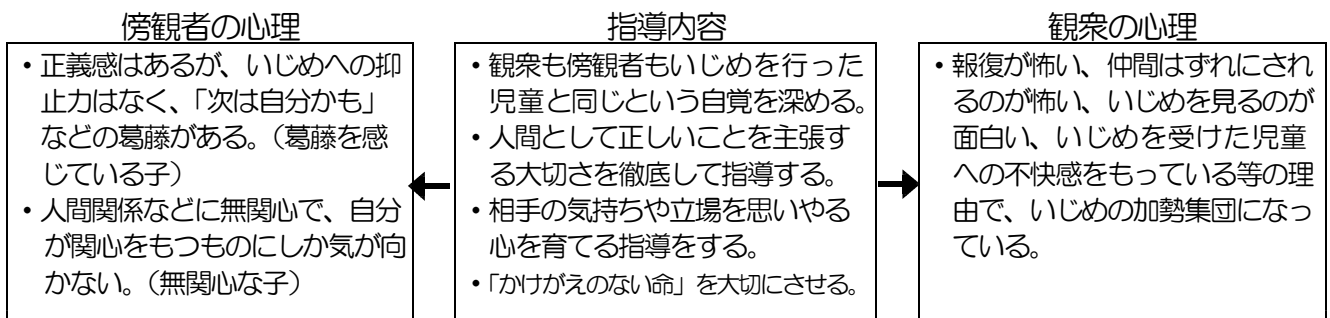 傍観者の心理
・正義感はあるが、いじめへの抑
止力はなく、「次は自分かも」
などの葛藤がある。（葛藤を感
じている子）
・人間関係などに無関心で、自分
が関心をもつものにしか気が向
かない。（無関心な子）
指導内容
・観衆も傍観者もいじめを行った
児童と同じという自覚を深める。
・人間として正しいことを主張す
る大切さを徹底して指導する。
・相手の気持ちや立場を思いやる
心を育てる指導をする。
・「かけがえのない命」を大切にさせる。
観衆の心理
・報復が怖い、仲間はずれにされ
るのが怖い、いじめを見るのが
面白い、いじめを受けた児童
への不快感をもっている等の理
由で、いじめの加勢集団になっ
ている。